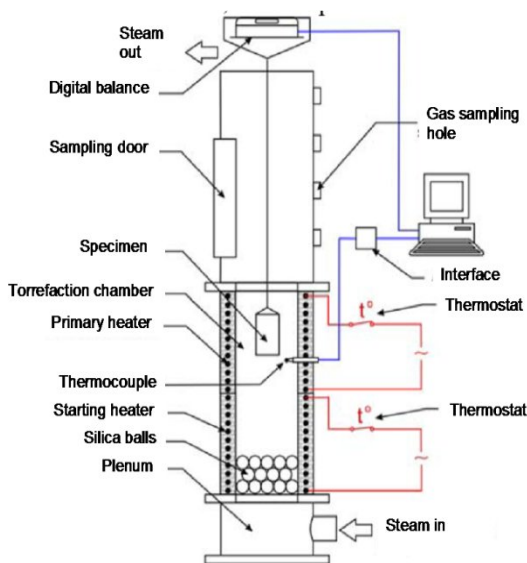 Steam
out
Digital balance
Gas sampling
hole
Sampling door
Specimen
Interface
Torrefaction chamber
t°
Thermostat
Primary heater
Thermocouple
Starting heater
t°
Thermostat
Silica balls
Plenum
Steam in